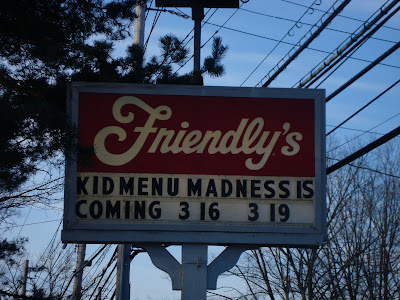 Friendly's
KID MENU MADNESS IS
COMING 3 16 3 19